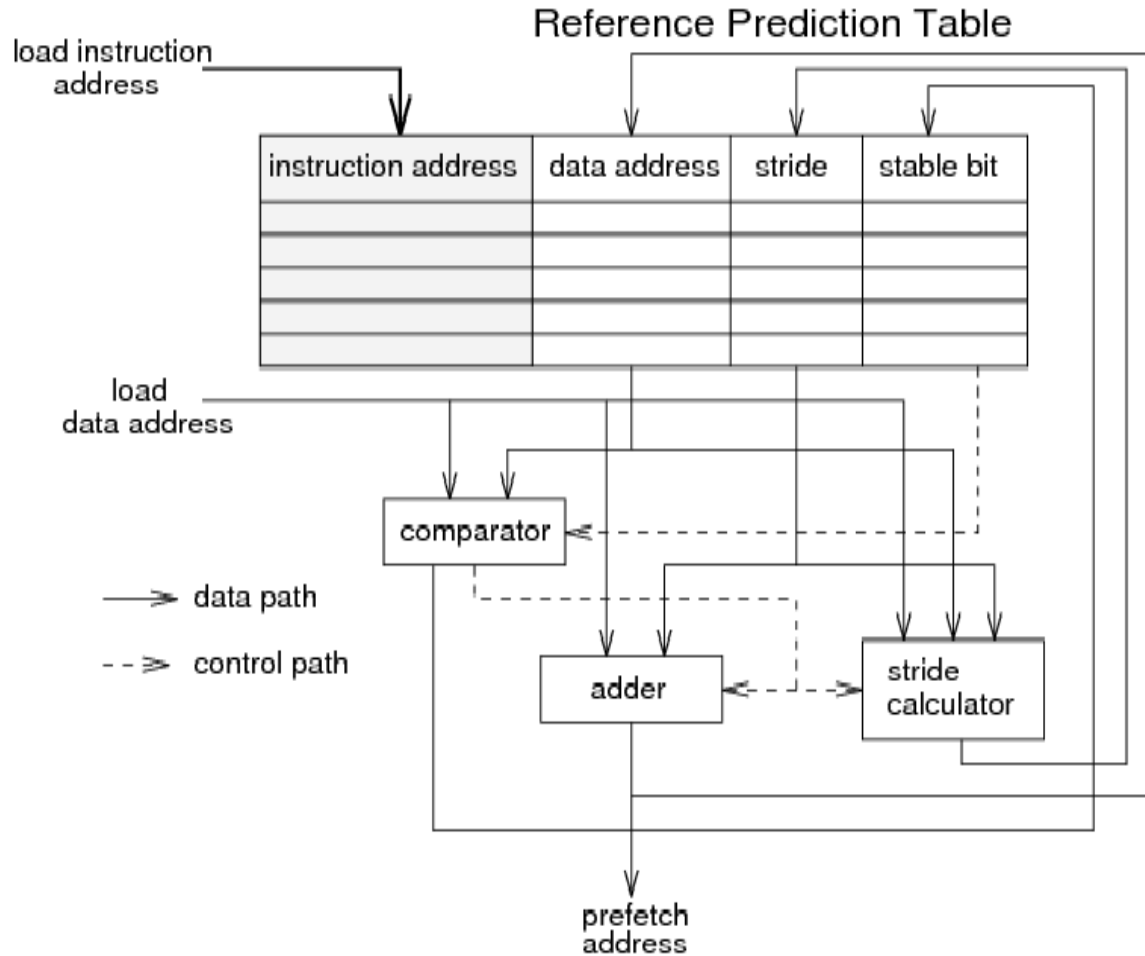 Reference Prediction Table
load instruction
address
instruction address
data address
stride
stable bit
load
data address
comparator
data path
control path
adder
stride
calculator
prefetch
address